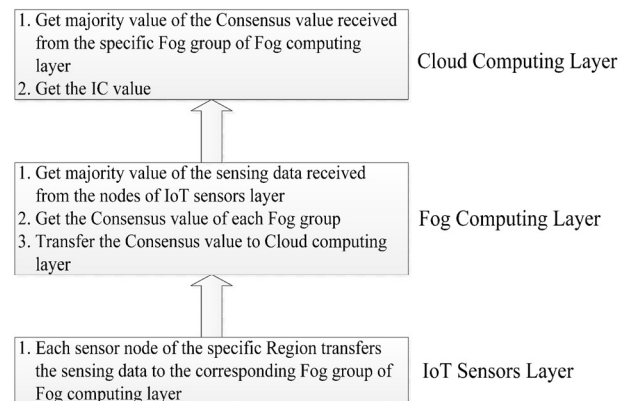 1. Get majority value of the Consensus value received
from the specific Fog group of Fog computing
layer
2. Get the IC value
Cloud Computing Layer
1. Get majority value of the sensing data received
from the nodes of IoT sensors layer
2. Get the Consensus value of each Fog group
3. Transfer the Consensus value to Cloud computing
layer
Fog Computing Layer
1. Each sensor node of the specific Region transfers
the sensing data to the corresponding Fog group of
Fog computing layer
IoT Sensors Layer